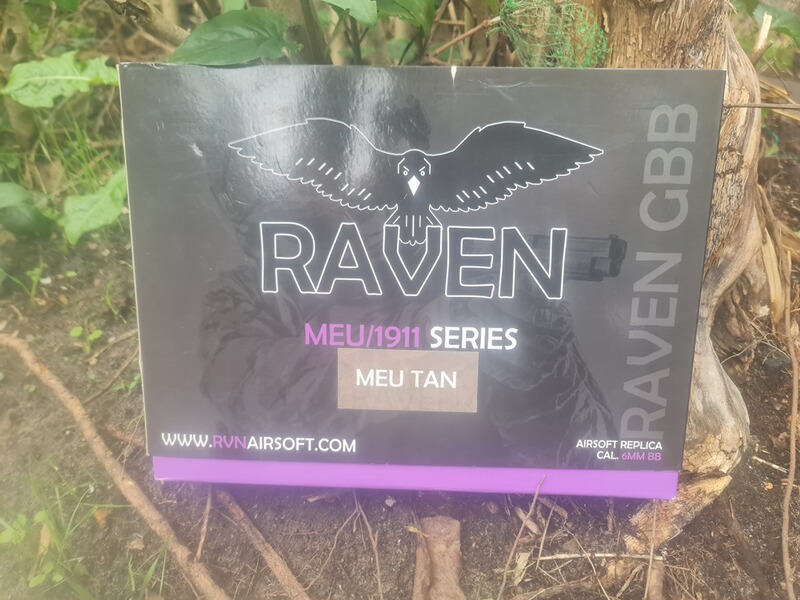 RAVEN
MEU/1911 SERIES
MEU TAN
WWW.RVNAIRSOFT.COM
AIRSOFT REPLICA
CAL. 6MM BB
RAVEN GBB